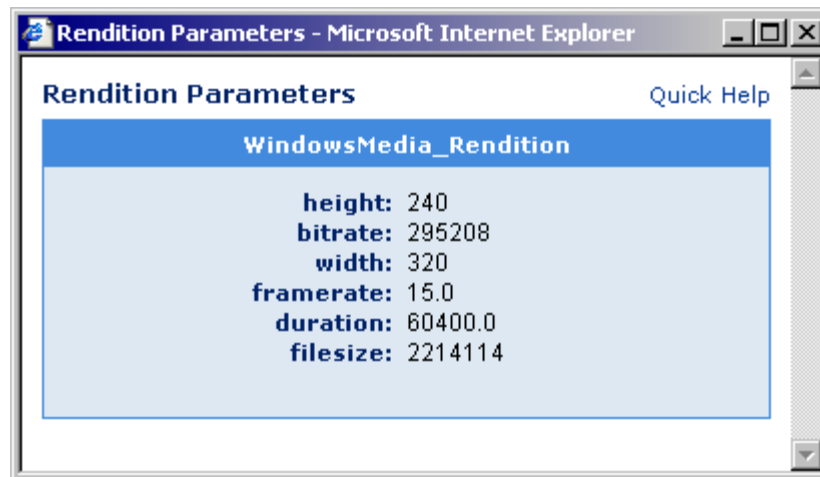 Rendition Parameters - Microsoft Internet Explorer
Rendition Parameters Quick Help
WindowsMedia_Rendition
height: 240
bitrate: 295208
width: 320
framerate: 15.0
duration: 60400.0
filesize: 2214114